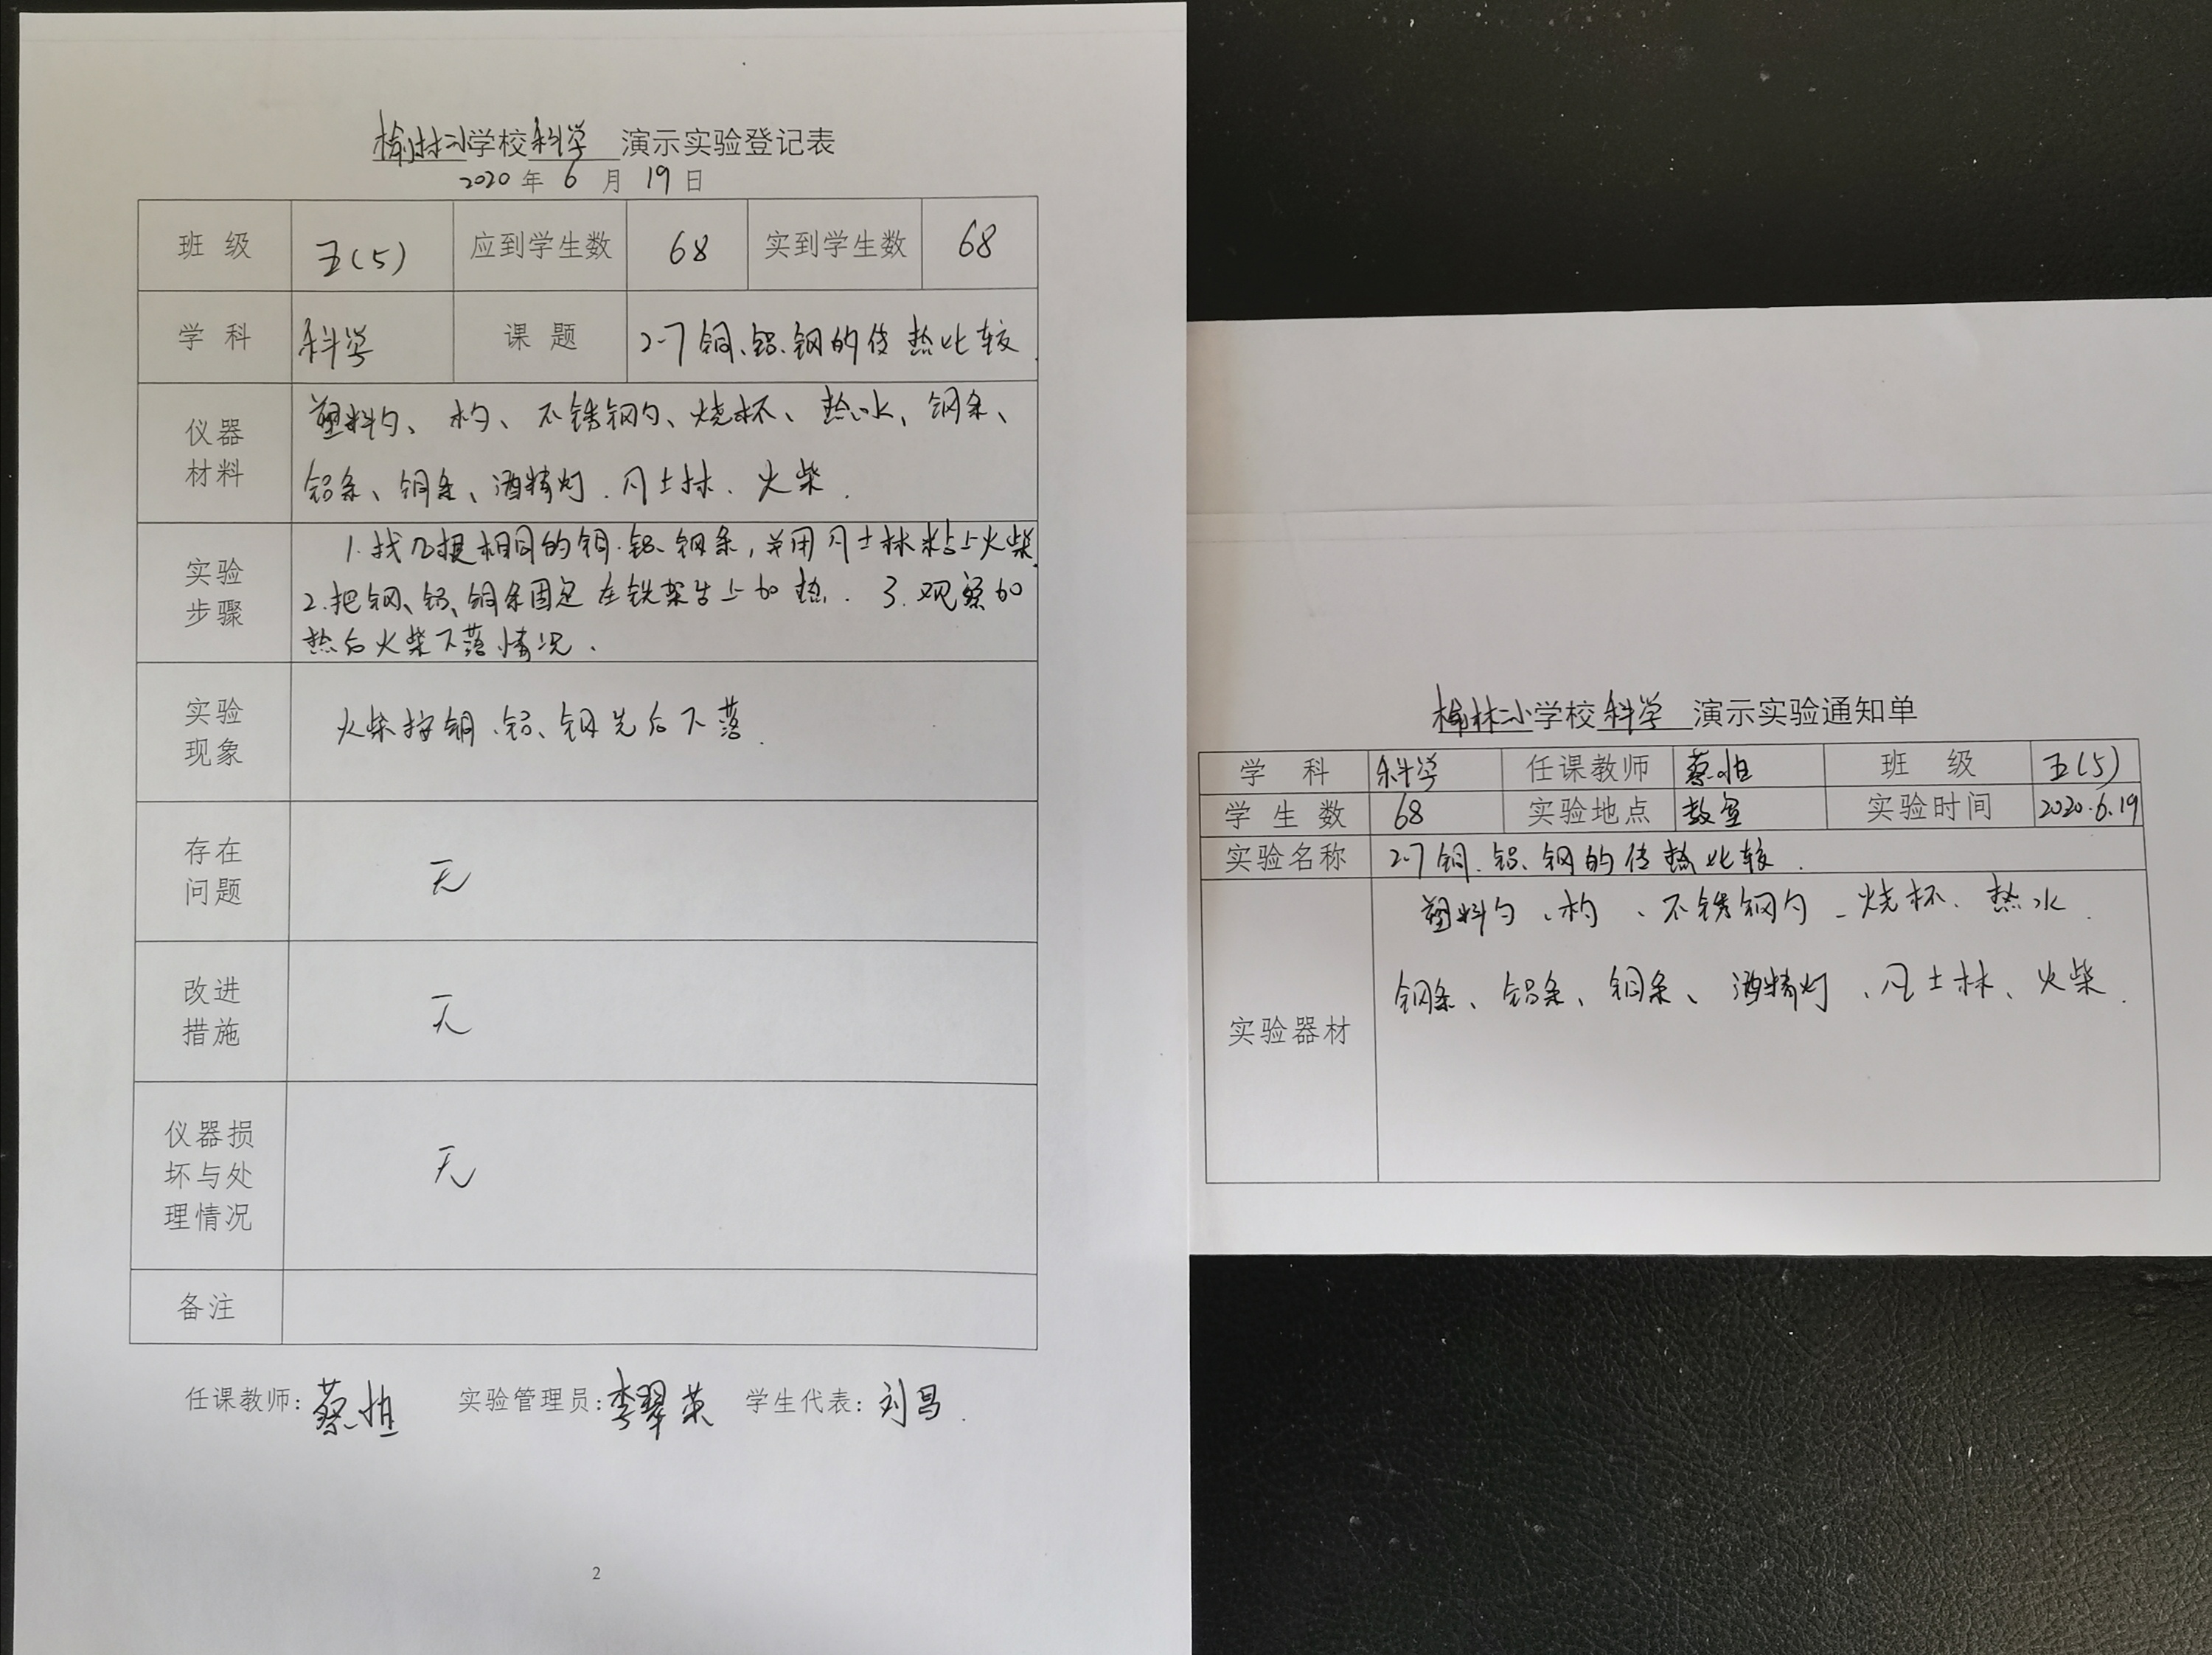 榆林小学校科学 演示实验登记表
2020 年 6 月 19 日
班 级 五(5) 应到学生数 68 实到学生数 68
学 科 科学 课 题 2-7 铜、铝、钢的传热比较.
仪器
材料
塑料勺、木勺、不锈钢勺、烧杯、热水、钢条、
铝条、铜条、酒精灯.凡士林.火柴.
实验
步骤
1.找几根相同的铜.铝.钢条,并用凡士林粘上火柴.
2.把钢、铝、铜条固定在铁架台上加热. 3.观察加
热后火柴下落情况.
实验
现象
火柴按铜.铝、钢先后下落.
存在
问题
无
改进
措施
无
仪器损
坏与处
理情况
无
备注
任课教师: 蔡 实验管理员:李翠英 学生代表: 刘昌.
2
榆林小学校科学 演示实验通知单
学 科 科学 任课教师 蔡 班 级 五(5)
学 生 数 68 实验地点 教室 实验时间 2020.6.19
实验名称 2-7 铜.铝.钢的传热比较.
实验器材
塑料勺、木勺、不锈钢勺、烧杯.热水.
钢条、铝条、铜条、酒精灯、凡士林、火柴.